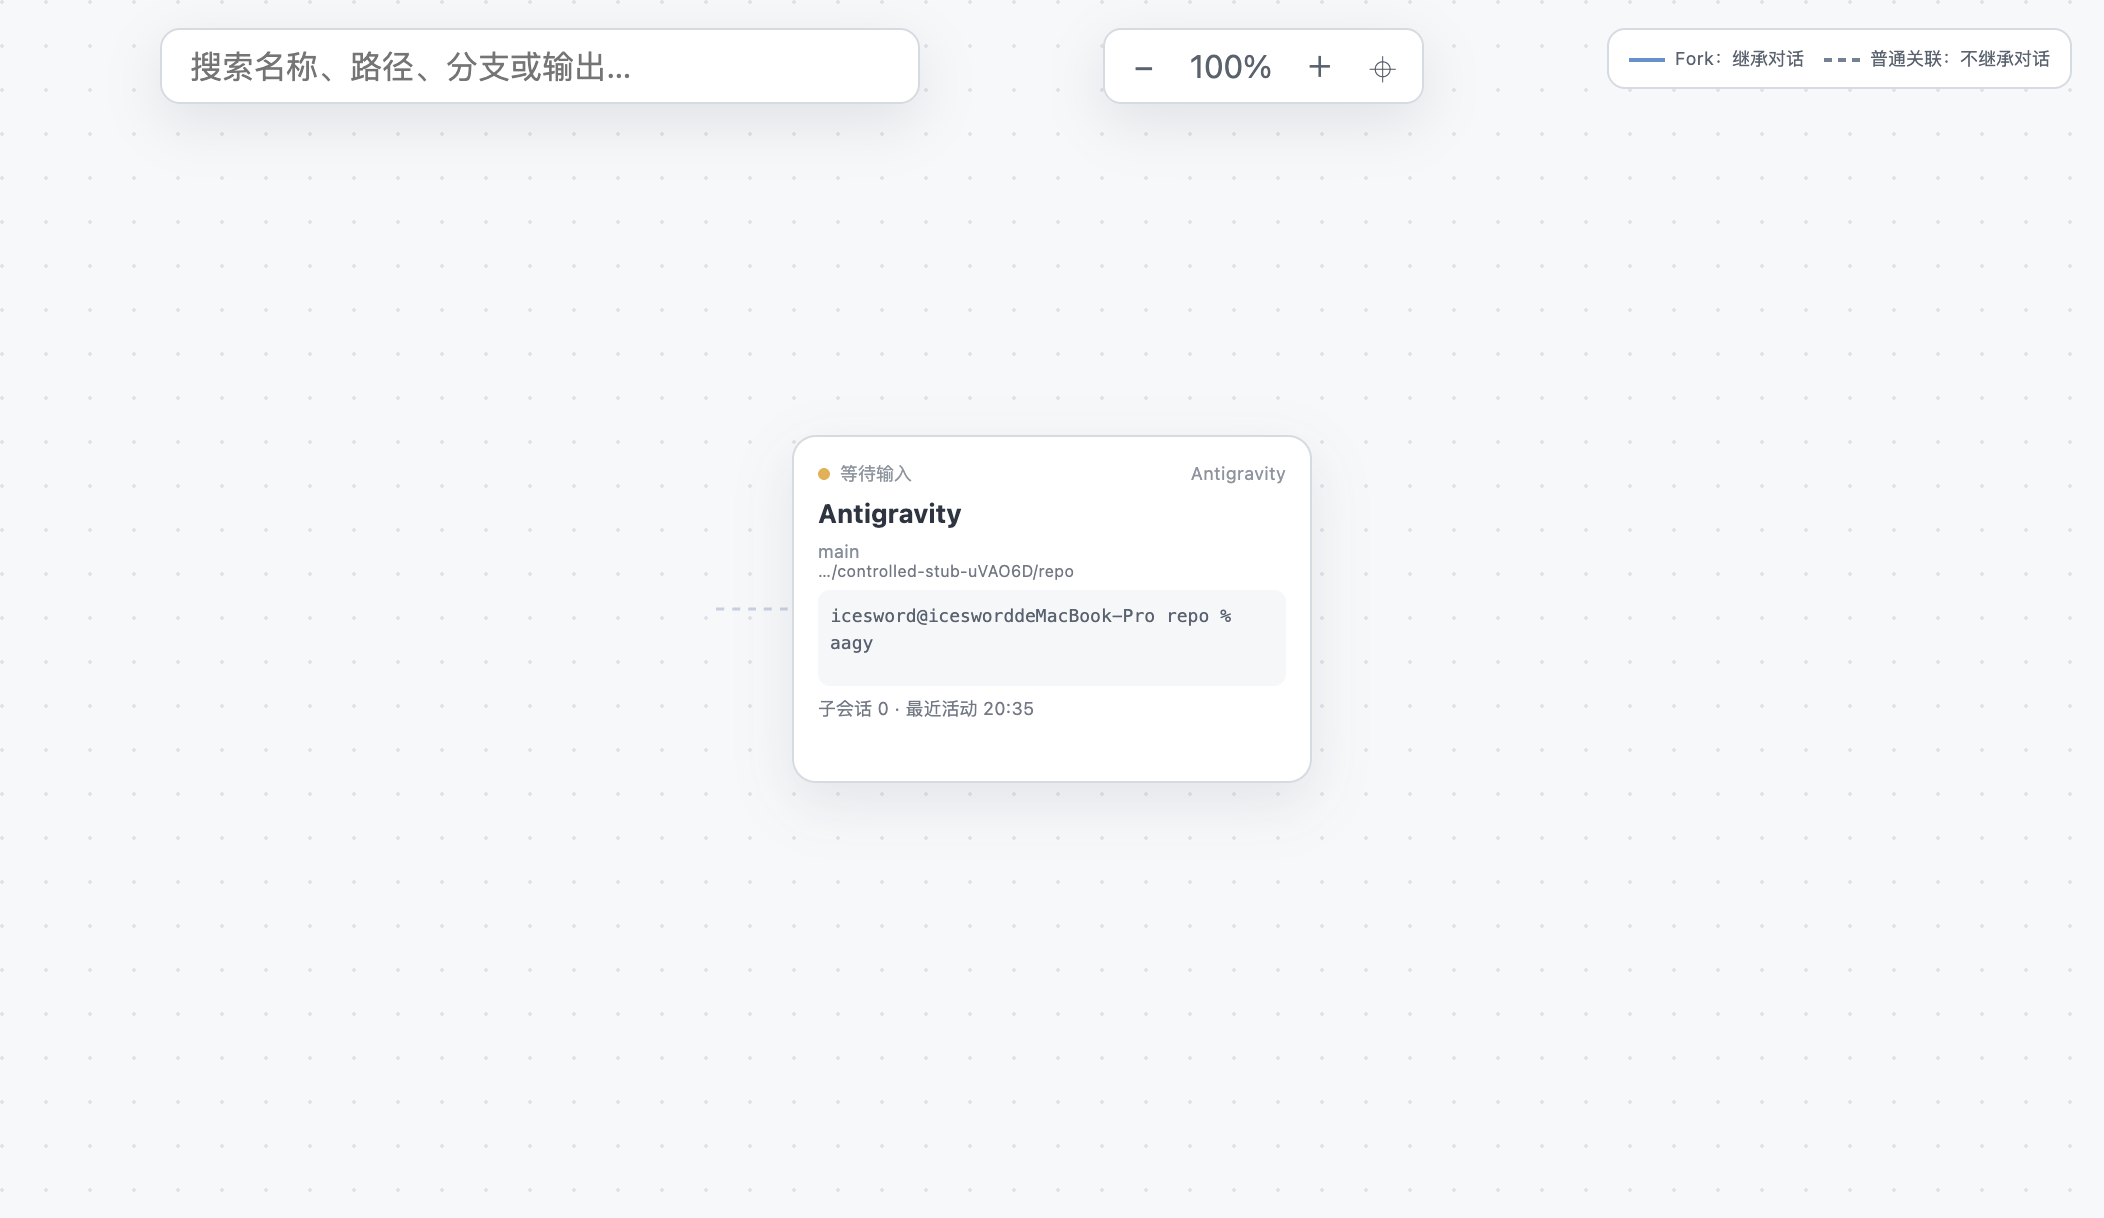 搜索名称、路径、分支或输出...
− 100% +
Fork：继承对话 普通关联：不继承对话
等待输入 Antigravity
Antigravity
main
.../controlled-stub-uVAO6D/repo
icesword@icesworddeMacBook-Pro repo %
aagy
子会话 0 · 最近活动 20:35